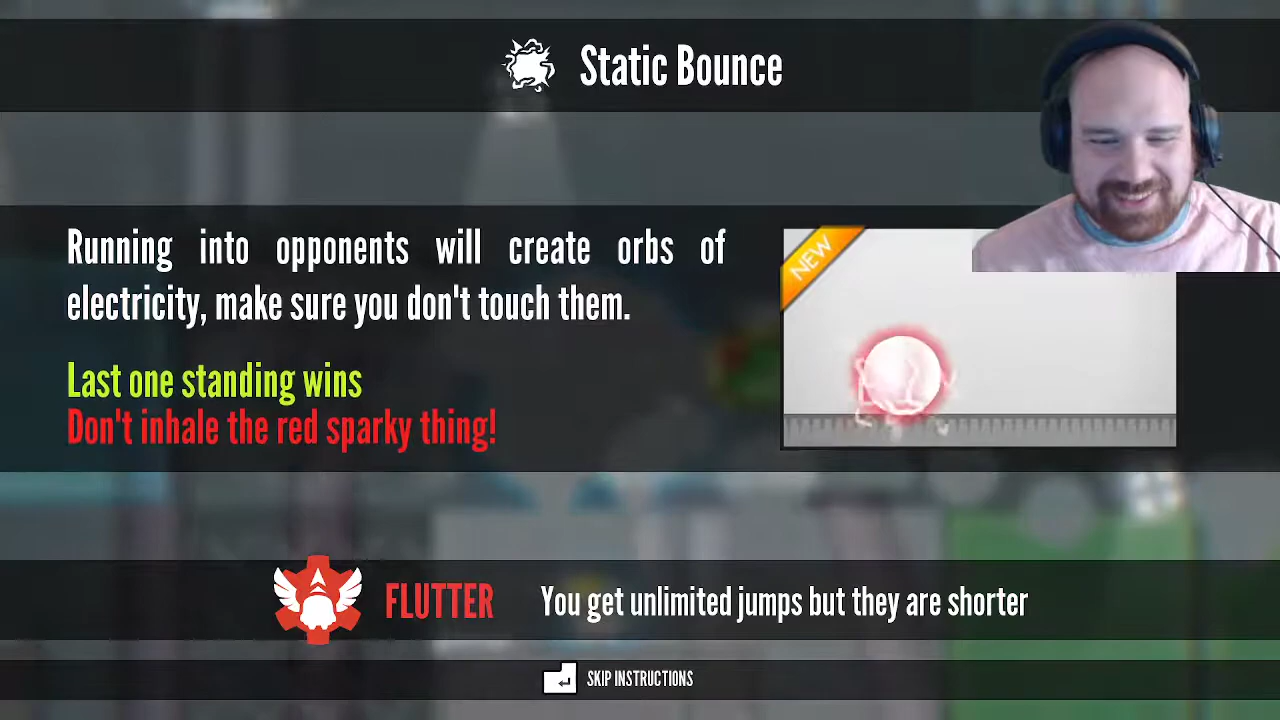 Static Bounce
Running into opponents will create orbs of
electricity, make sure you don't touch them.
Last one standing wins
Don't inhale the red sparky thing!
NEW
FLUTTER You get unlimited jumps but they are shorter
SKIP INSTRUCTIONS